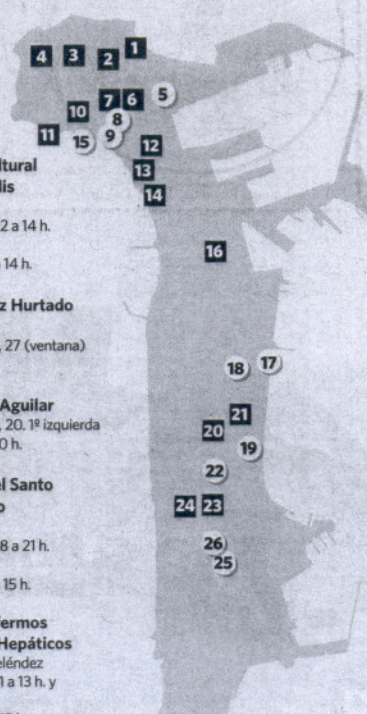 1
4 3 2
5
7 6
10 8
11 15 9 12
13
14
16
18 17
21
20
19
22
24 23
26
25
2 a 14 h.
14 h.
z Hurtado
, 27 (ventana)
Aguilar
, 20. 1º izquierda
0 h.
el Santo
o
8 a 21 h.
15 h.
fermos
Hepáticos
eléndez
1 a 13 h. y